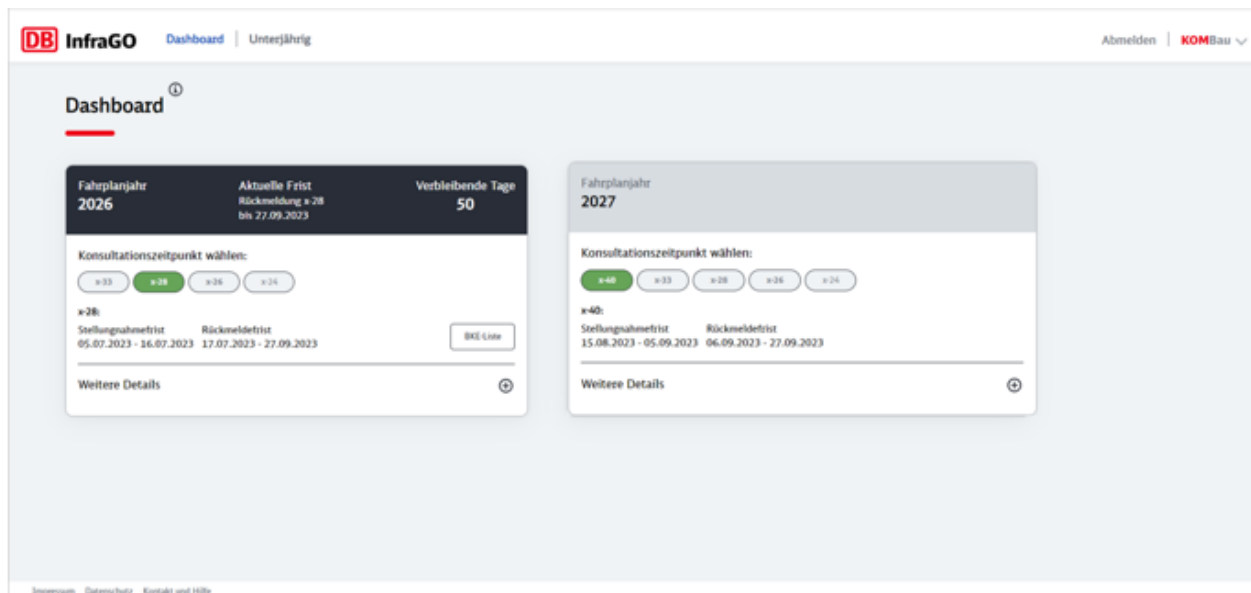 DB InfraGO Dashboard Unterjährig Abmelden KOMBau
Dashboard
Fahrplanjahr
2026
Aktuelle Frist
Rückmeldung x-28
bis 27.09.2023
Verbleibende Tage
50
Konsultationszeitpunkt wählen:
x-33 x-28 x-26 x-24
x-28:
Stellungnahmefrist Rückmeldefrist
05.07.2023 - 16.07.2023 17.07.2023 - 27.09.2023
BKE-Liste
Weitere Details
Fahrplanjahr
2027
Konsultationszeitpunkt wählen:
x-40 x-33 x-28 x-26 x-24
x-40:
Stellungnahmefrist Rückmeldefrist
15.08.2023 - 05.09.2023 06.09.2023 - 27.09.2023
Weitere Details
Impressum Datenschutz Kontakt und Hilfe